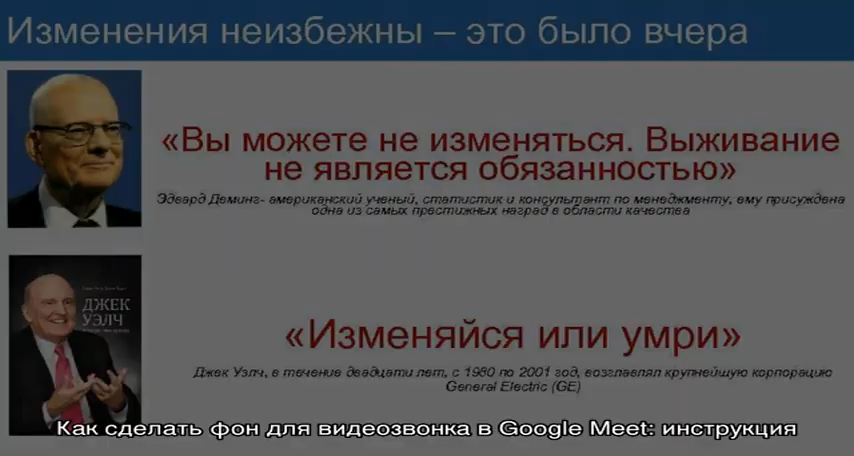 Изменения неизбежны – это было вчера
«Вы можете не изменяться. Выживание
не является обязанностью»
Эдвард Деминг- американский ученый, статистик и консультант по менеджменту, ему присуждена
одна из самых престижных наград в области качества
ДЖЕК
УЭЛЧ
«Изменяйся или умри»
Джек Уэлч, в течение двадцати лет, с 1980 по 2001 год, возглавлял крупнейшую корпорацию
General Electric (GE)
Как сделать фон для видеозвонка в Google Meet: инструкция